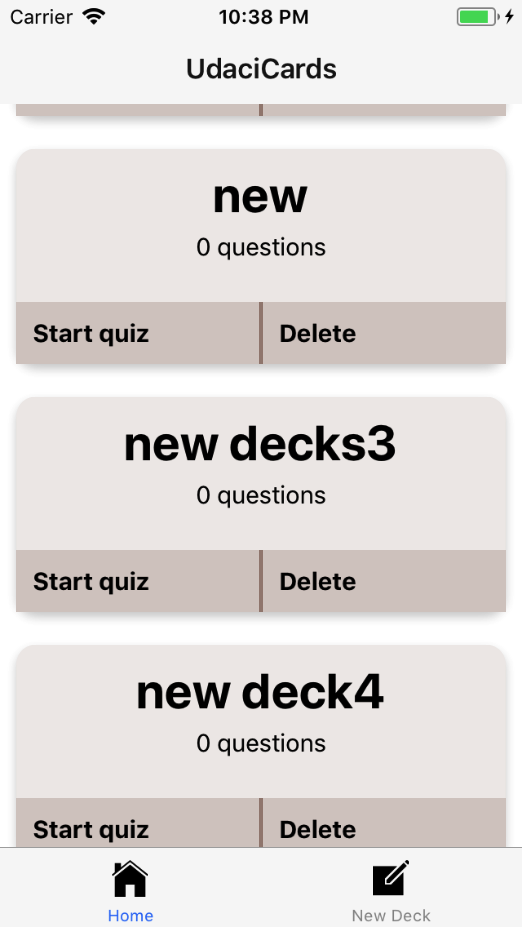 Carrier 10:38 PM
UdaciCards
new
0 questions
Start quiz Delete
new decks3
0 questions
Start quiz Delete
new deck4
0 questions
Start quiz Delete
Home New Deck